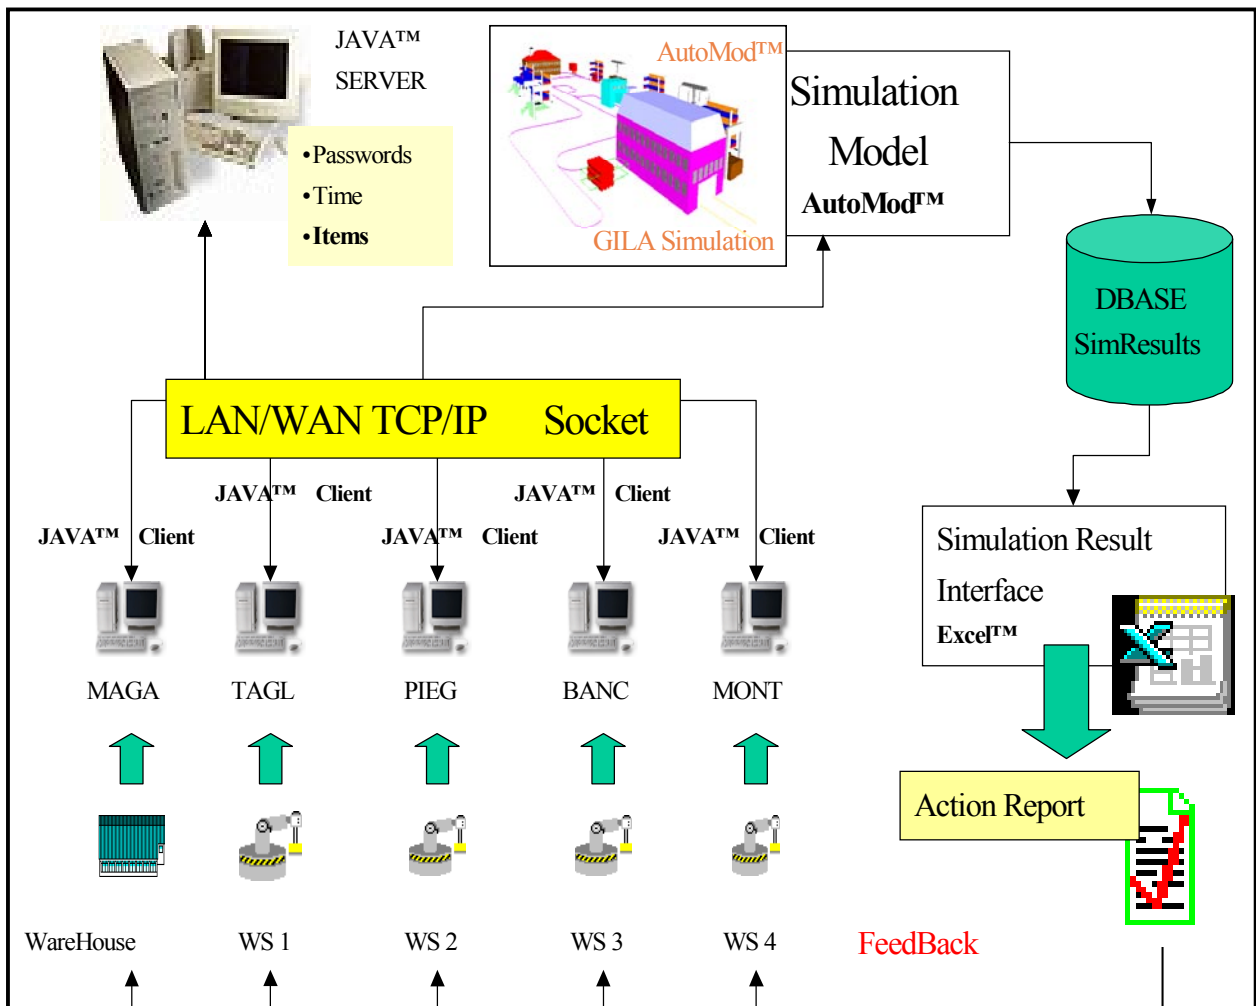 JAVA™
SERVER
•Passwords
•Time
•Items
AutoMod™
GILA Simulation
Simulation
Model
AutoMod™
DBASE
SimResults
LAN/WAN TCP/IP Socket
JAVA™ Client
JAVA™ Client
JAVA™ Client
JAVA™ Client
JAVA™ Client
Simulation Result
Interface
Excel™
MAGA
TAGL
PIEG
BANC
MONT
Action Report
WareHouse
WS 1
WS 2
WS 3
WS 4
FeedBack